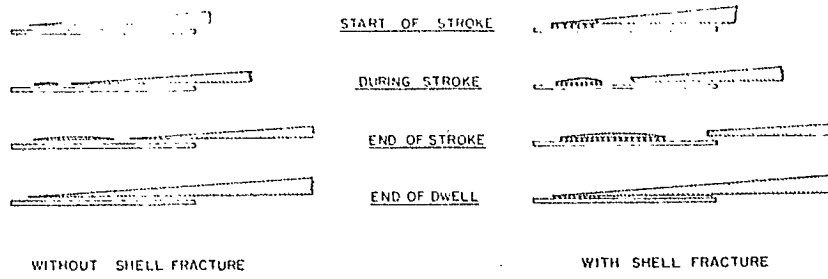 START OF STROKE
DURING STROKE
END OF STROKE
END OF DWELL
WITHOUT SHELL FRACTURE
WITH SHELL FRACTURE